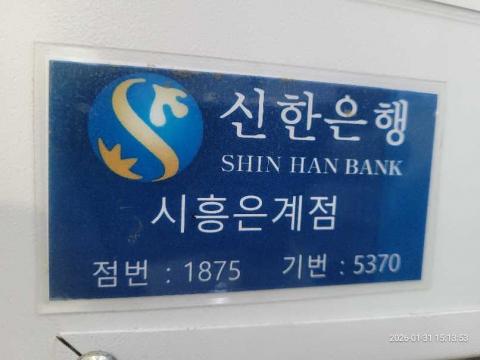 신한은행
SHIN HAN BANK
시흥은계점
점번 : 1875 기번 : 5370
2026-01-31 15:13:53